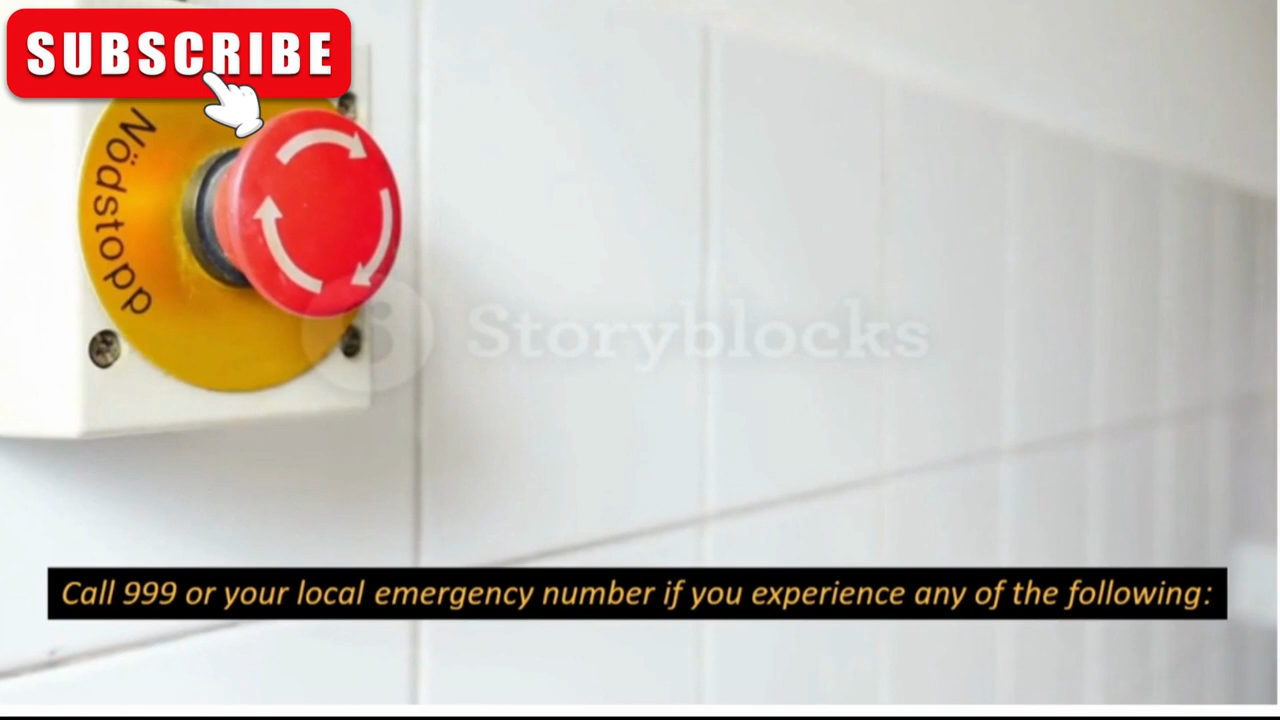 SUBSCRIBE
Nödstopp
Storyblocks
Call 999 or your local emergency number if you experience any of the following: